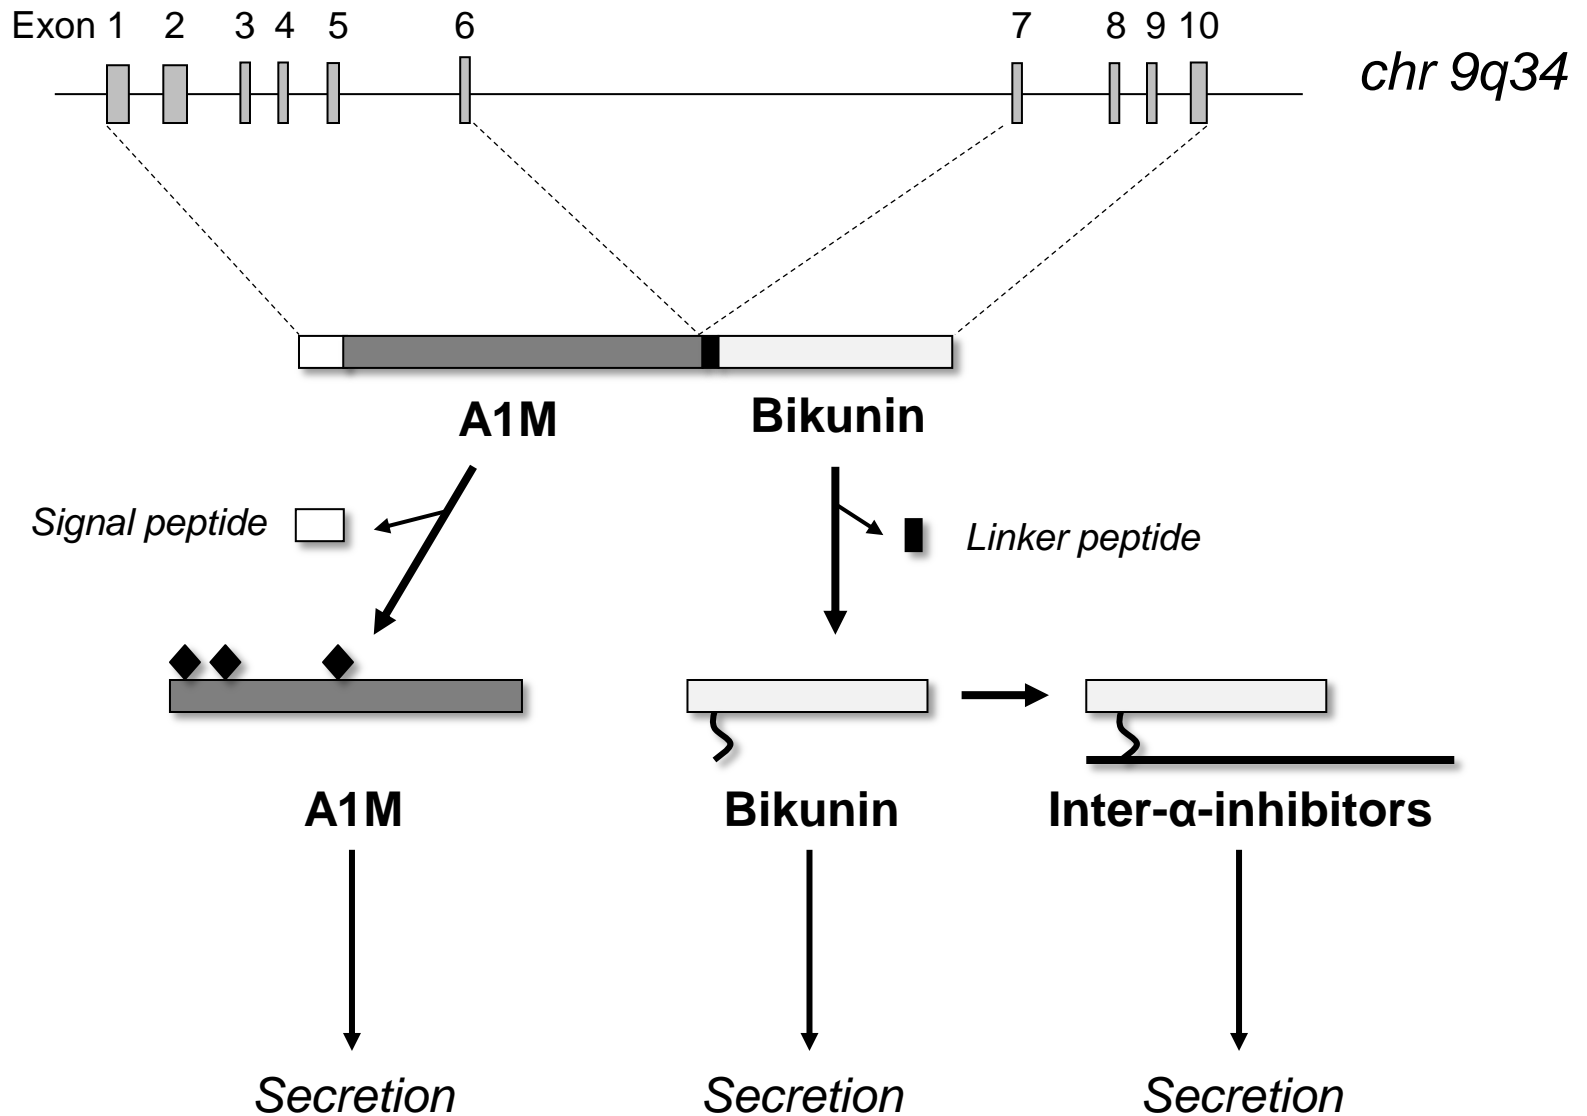 Exon 1 2 3 4 5 6 7 8 9 10
chr 9q34
A1M Bikunin
Signal peptide
Linker peptide
A1M Bikunin Inter-α-inhibitors
Secretion Secretion Secretion